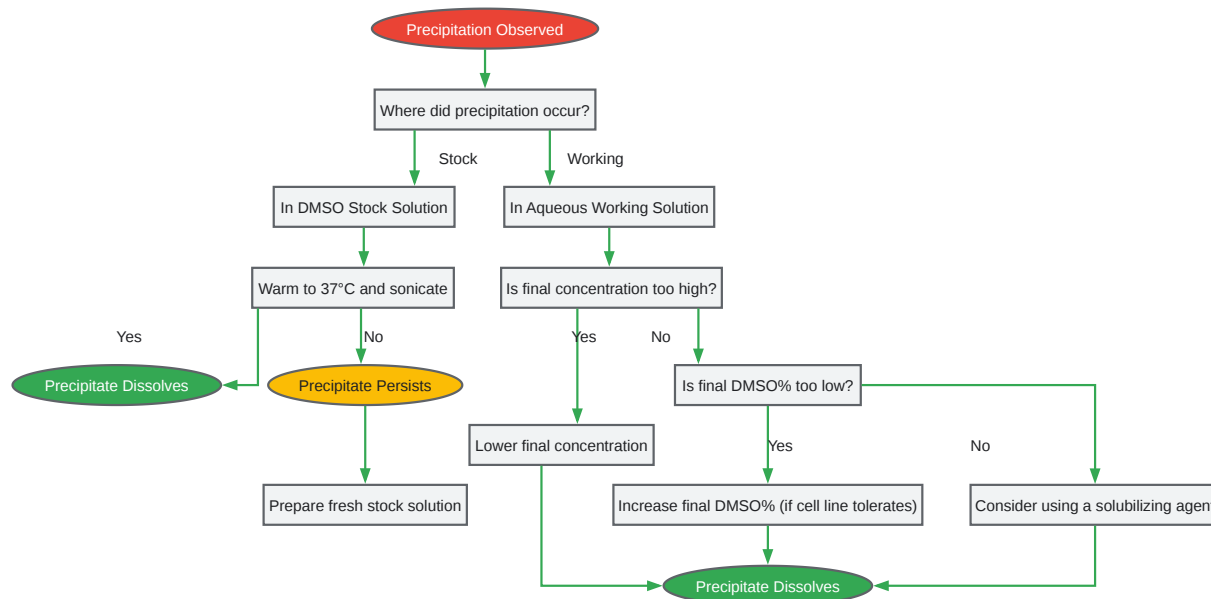 Precipitation Observed
Where did precipitation occur?
Stock
Working
In DMSO Stock Solution
In Aqueous Working Solution
Warm to 37°C and sonicate
Is final concentration too high?
Yes
No
Yes
No
Precipitate Dissolves
Precipitate Persists
Is final DMSO% too low?
Lower final concentration
Yes
No
Prepare fresh stock solution
Increase final DMSO% (if cell line tolerates)
Consider using a solubilizing agent
Precipitate Dissolves